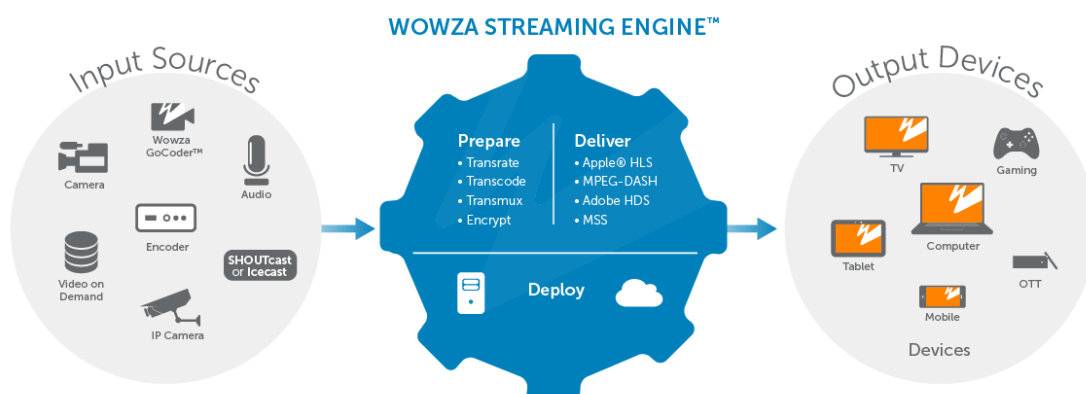 WOWZA STREAMING ENGINE™
Input Sources
Wowza
GoCoder™
Camera
Audio
Encoder
SHOUTcast
or Icecast
Video on
Demand
IP Camera
Prepare
• Transrate
• Transcode
• Transmux
• Encrypt
Deliver
• Apple® HLS
• MPEG-DASH
• Adobe HDS
• MSS
Deploy
Output Devices
TV
Gaming
Computer
Tablet
OTT
Mobile
Devices